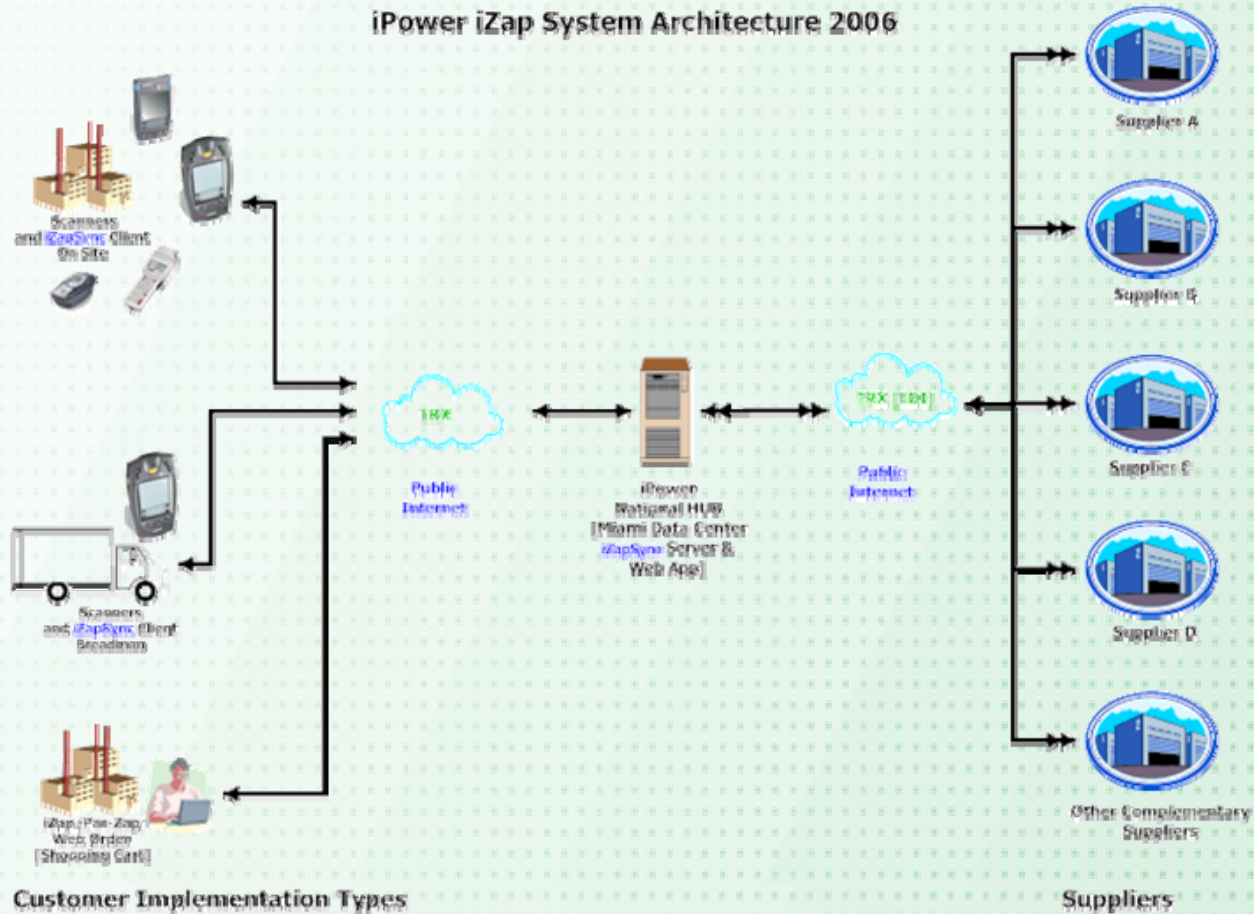 iPower iZap System Architecture 2006
Scanners
and iZapSync Client
On Site
Scanners
and iZapSync Client
Breadman
iZap, Pan-Zap,
Web Order
[Shopping Cart]
Customer Implementation Types
TRX
Public
Internet
iPower
National HUB
[Miami Data Center
iZapSync Server &
Web App]
TRX [EDI]
Public
Internet
Supplier A
Supplier B
Supplier C
Supplier D
Other Complementary
Suppliers
Suppliers